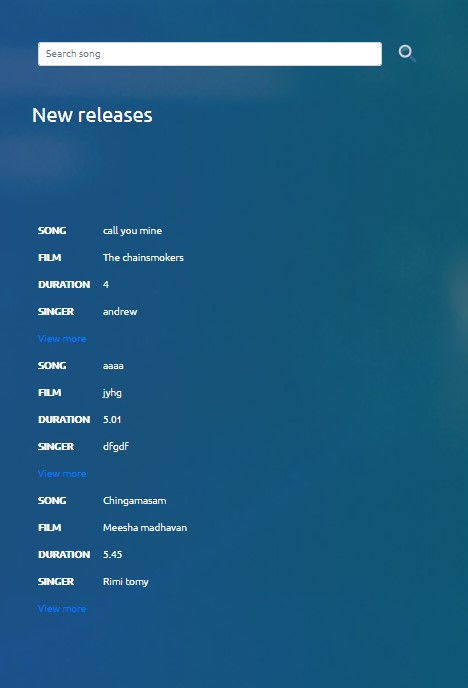 Search song
New releases
SONG call you mine
FILM The chainsmokers
DURATION 4
SINGER andrew
View more
SONG aaaa
FILM jyhg
DURATION 5.01
SINGER dfgdf
View more
SONG Chingamasam
FILM Meesha madhavan
DURATION 5.45
SINGER Rimi tomy
View more